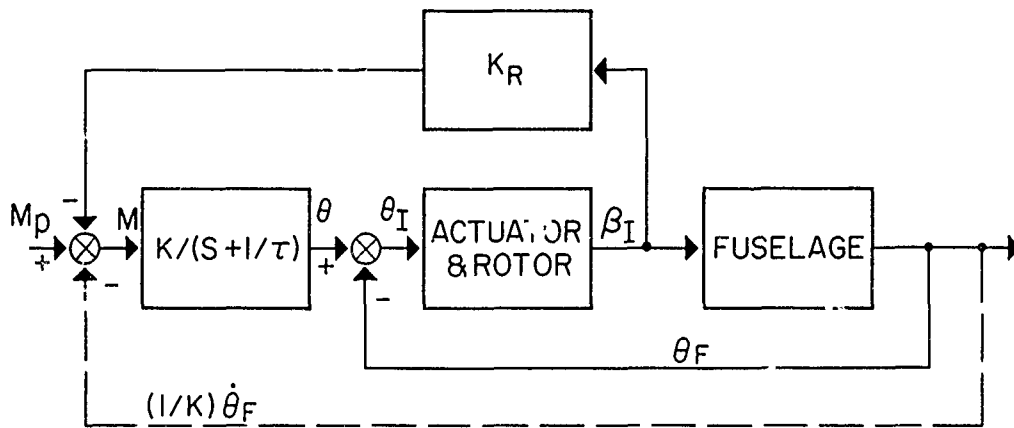 K_R
M_p
-
+
-
M
K/(S+1/τ)
θ
+
-
θ_I
ACTUATOR
& ROTOR
β_I
FUSELAGE
θ_F
(1/K) θ̇_F